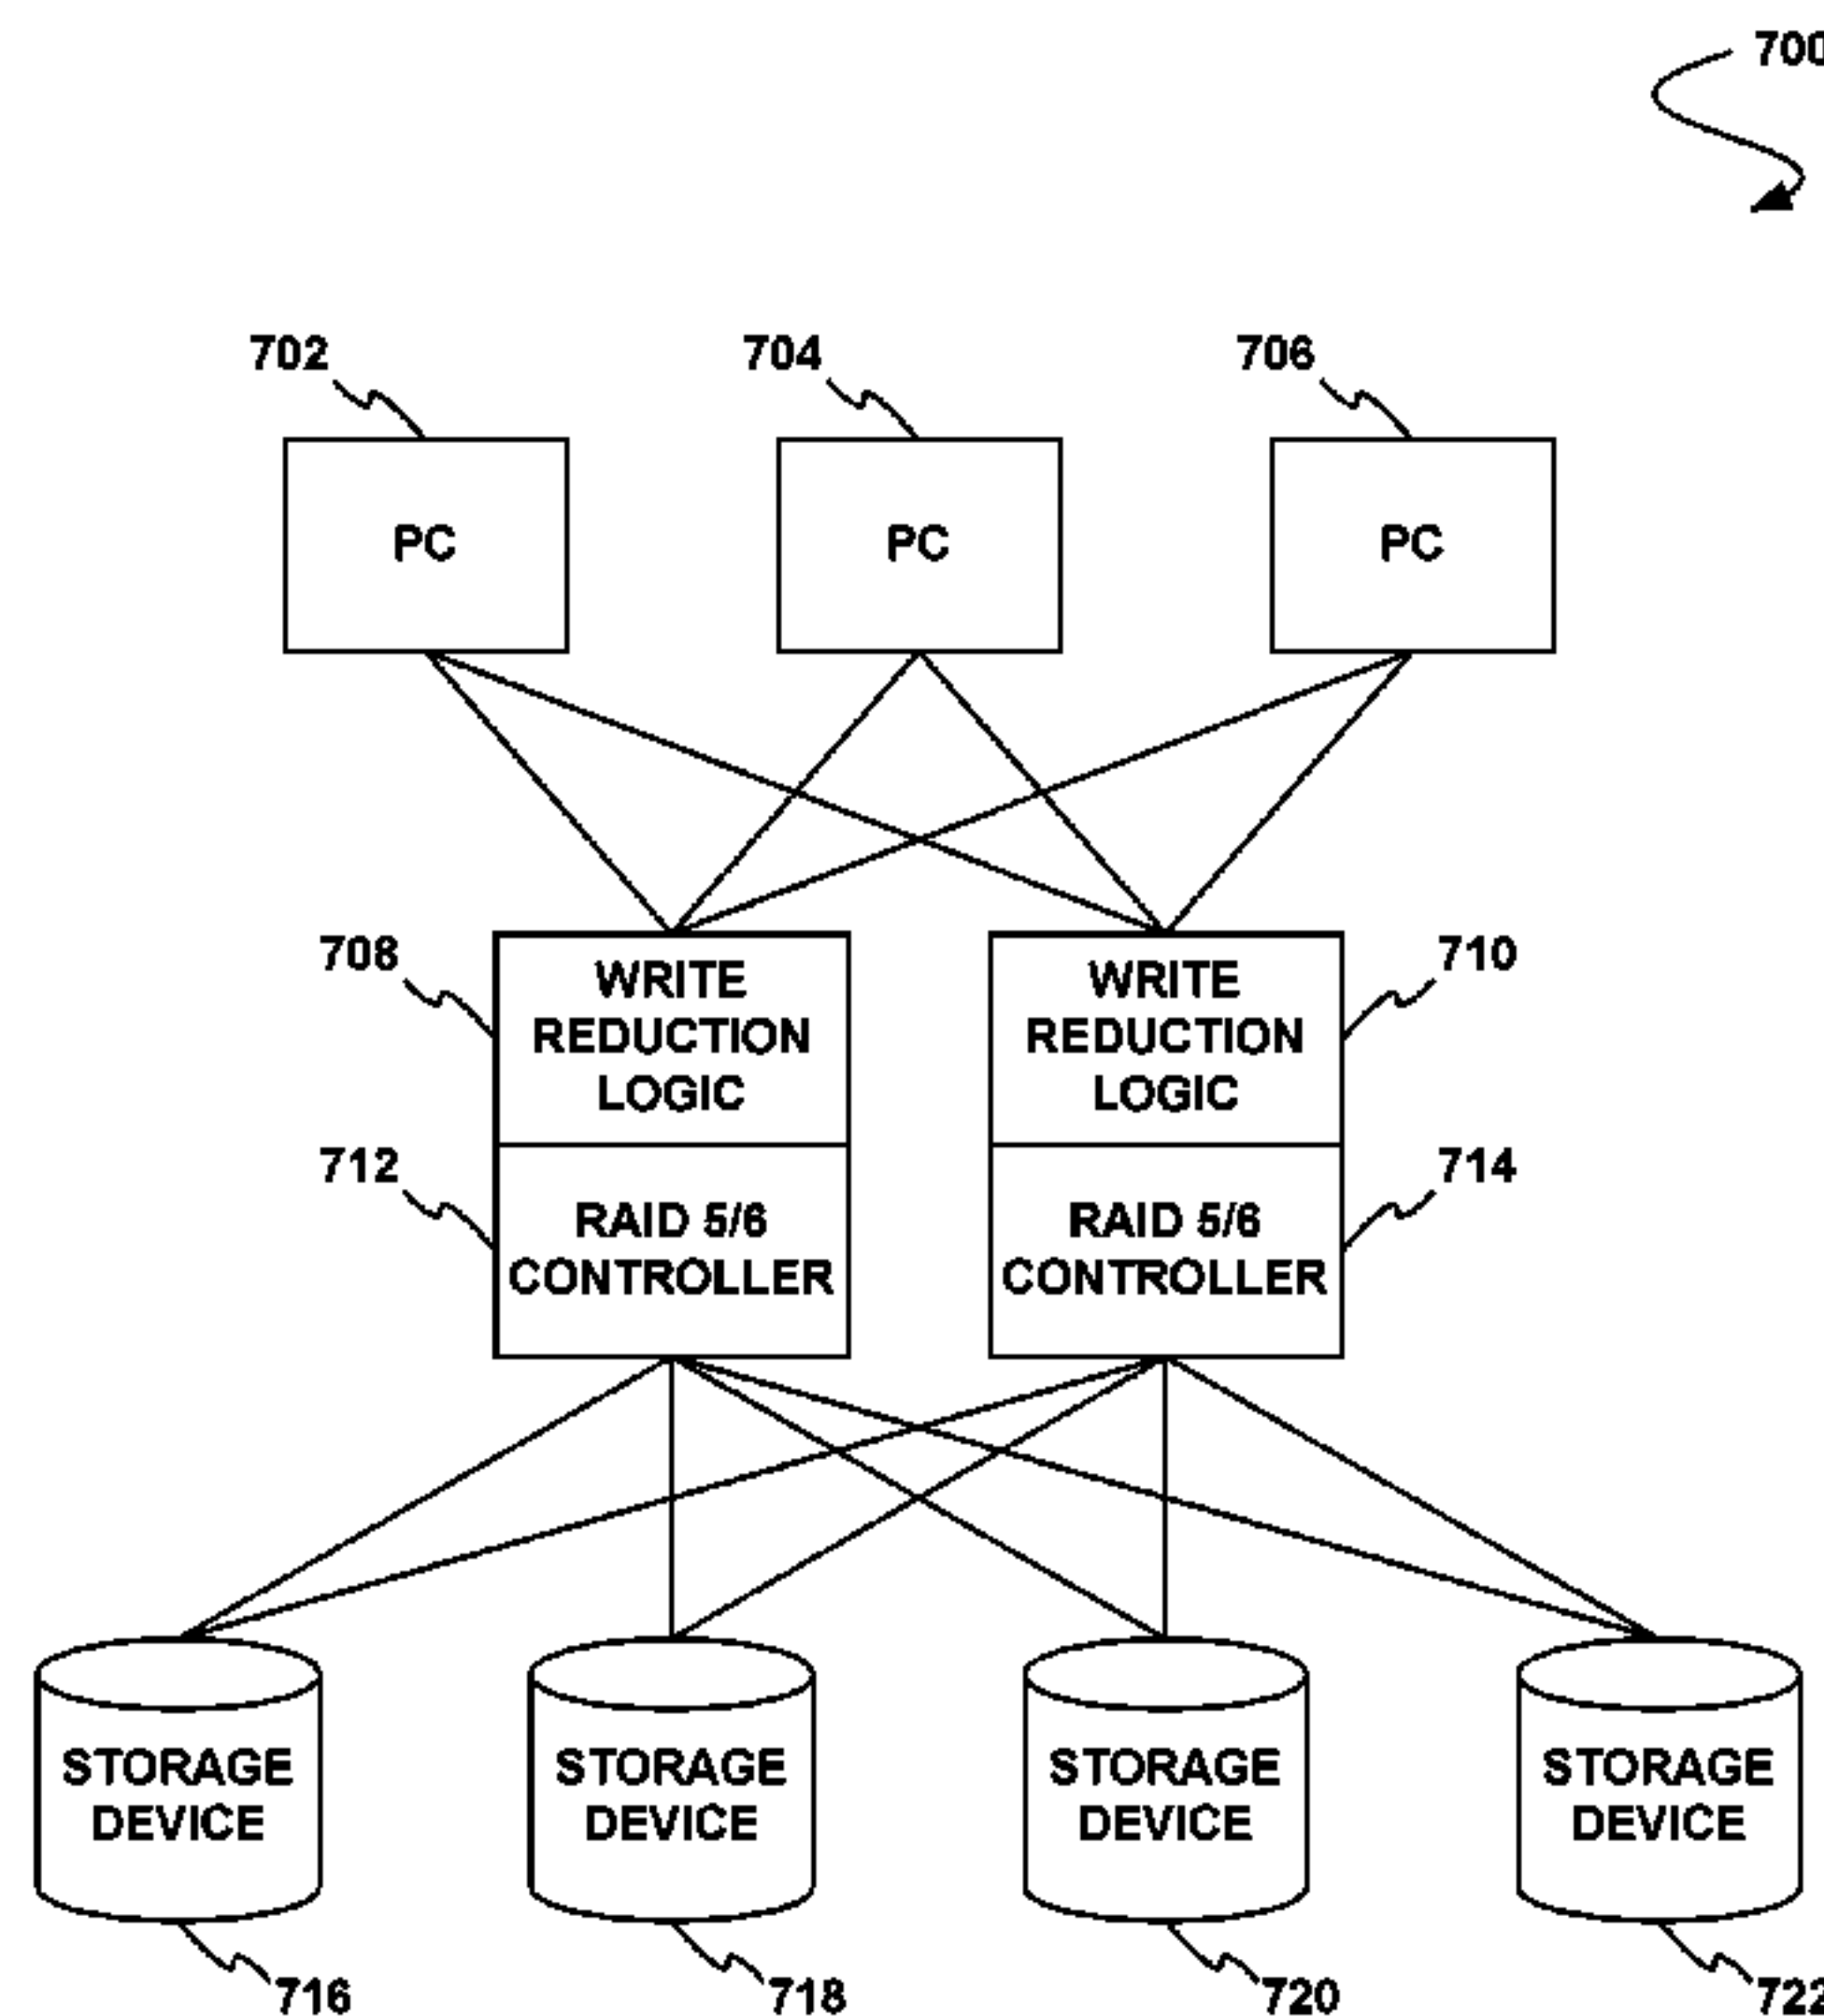 700
702
704
706
PC
PC
PC
708
WRITE
REDUCTION
LOGIC
WRITE
REDUCTION
LOGIC
710
712
RAID 5/6
CONTROLLER
RAID 5/6
CONTROLLER
714
STORAGE
DEVICE
STORAGE
DEVICE
STORAGE
DEVICE
STORAGE
DEVICE
716
718
720
722